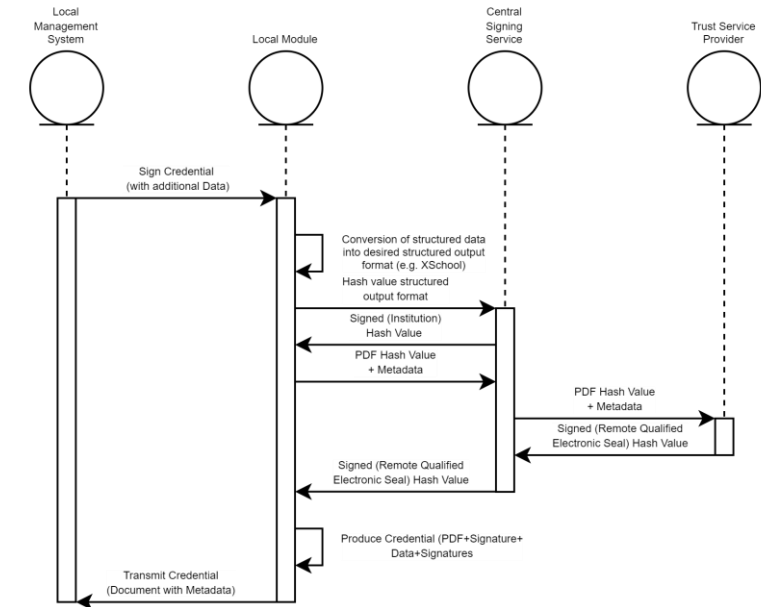 Local
Management
System
Local Module
Central
Signing
Service
Trust Service
Provider
Sign Credential
(with additional Data)
Conversion of structured data
into desired structured output
format (e.g. XSchool)
Hash value structured
output format
Signed (Institution)
Hash Value
PDF Hash Value
+ Metadata
PDF Hash Value
+ Metadata
Signed (Remote Qualified
Electronic Seal) Hash Value
Signed (Remote Qualified
Electronic Seal) Hash Value
Produce Credential (PDF+Signature+
Data+Signatures
Transmit Credential
(Document with Metadata)